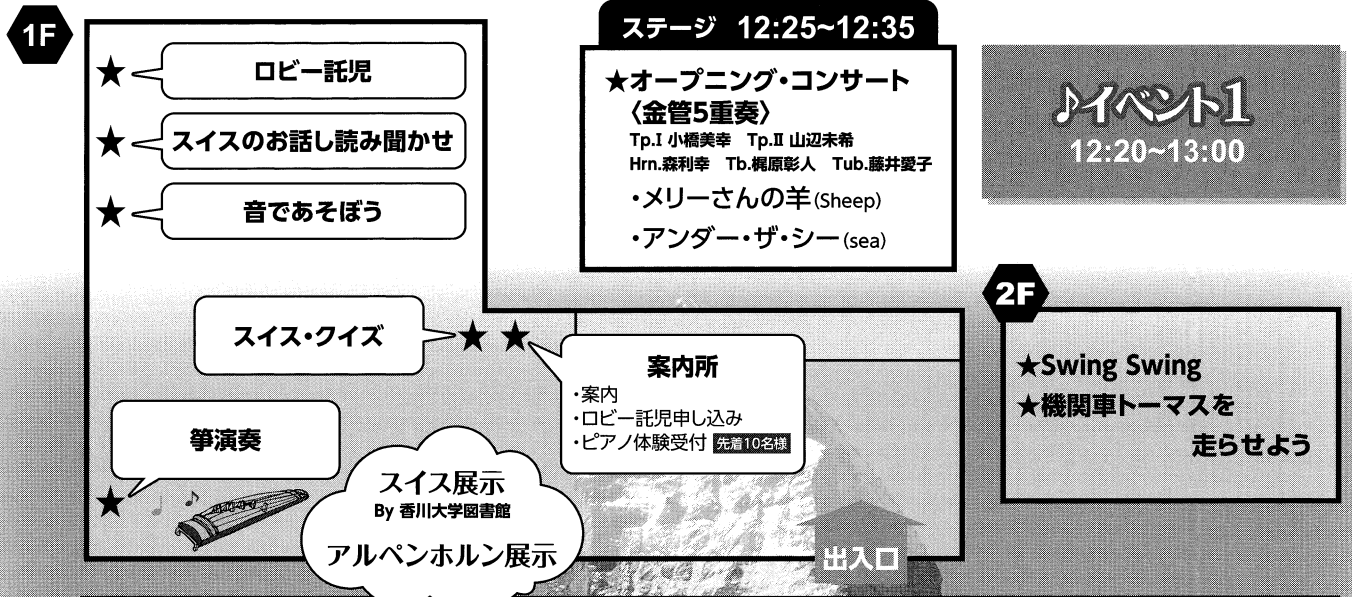 1F
★ロビー託児
★スイスのお話し読み聞かせ
★音であそぼう
スイス・クイズ★
★案内所
・案内
・ロビー託児申し込み
・ピアノ体験受付 先着10名様
箏演奏
★
スイス展示
By 香川大学図書館
アルペンホルン展示
出入口
ステージ 12:25~12:35
★オープニング・コンサート
〈金管5重奏〉
Tp.I 小橋美幸 Tp.II 山辺未希
Hrn.森利幸 Tb.梶原彰人 Tub.藤井愛子
・メリーさんの羊(Sheep)
・アンダー・ザ・シー(sea)
♪イベント1
12:20~13:00
2F
★Swing Swing
★機関車トーマスを
走らせよう